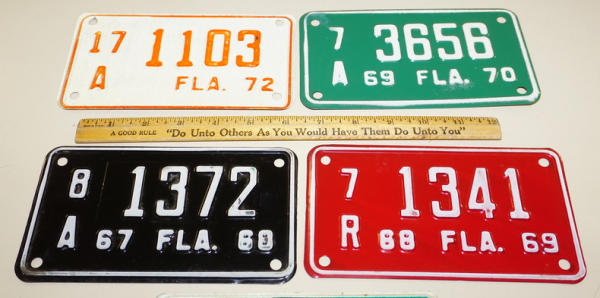 17 1103
A FLA. 72
7 3656
A 69 FLA. 70
A GOOD RULE "Do Unto Others As You Would Have Them Do Unto You"
8 1372
A 67 FLA. 68
7 1341
R 68 FLA. 69